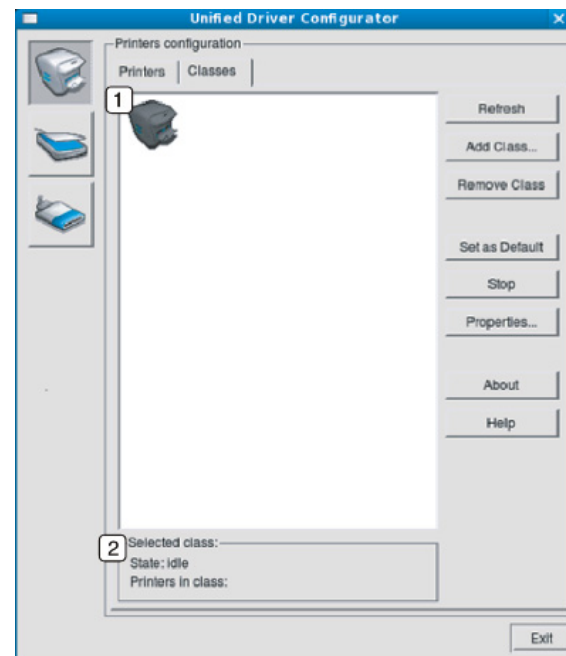 Unified Driver Configurator
Printers configuration
Printers
Classes
1
Refresh
Add Class...
Remove Class
Set as Default
Stop
Properties...
About
Help
2
Selected class:
State: idle
Printers in class:
Exit